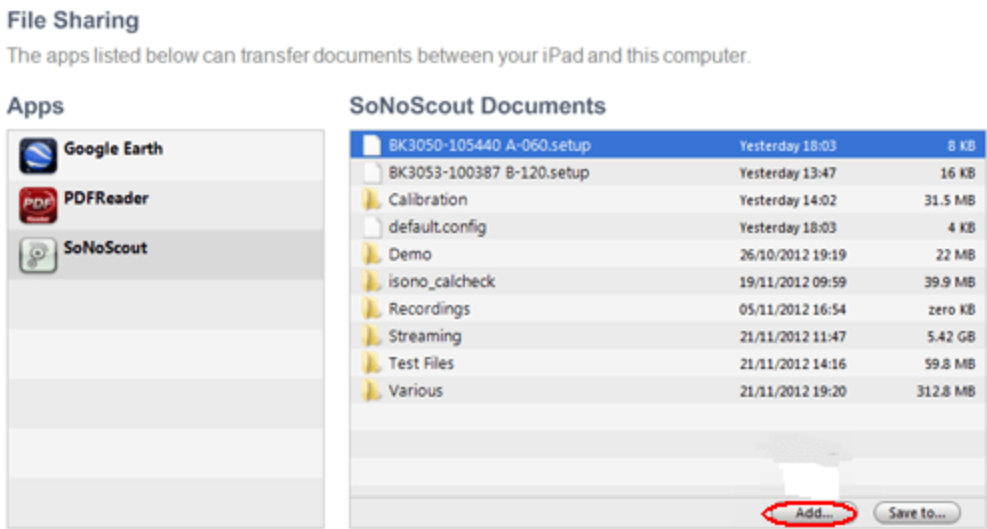 File Sharing
The apps listed below can transfer documents between your iPad and this computer.
Apps
Google Earth
PDF Reader
PDFReader
SoNoScout
SoNoScout Documents
BK3050-105440 A-060.setup Yesterday 18:03 8 KB
BK3053-100387 B-120.setup Yesterday 13:47 16 KB
Calibration Yesterday 14:02 31.5 MB
default.config Yesterday 18:03 4 KB
Demo 26/10/2012 19:19 22 MB
isono_calcheck 19/11/2012 09:59 39.9 MB
Recordings 05/11/2012 16:54 zero KB
Streaming 21/11/2012 11:47 5.42 GB
Test Files 21/11/2012 14:16 59.8 MB
Various 21/11/2012 19:20 312.8 MB
Add... Save to...